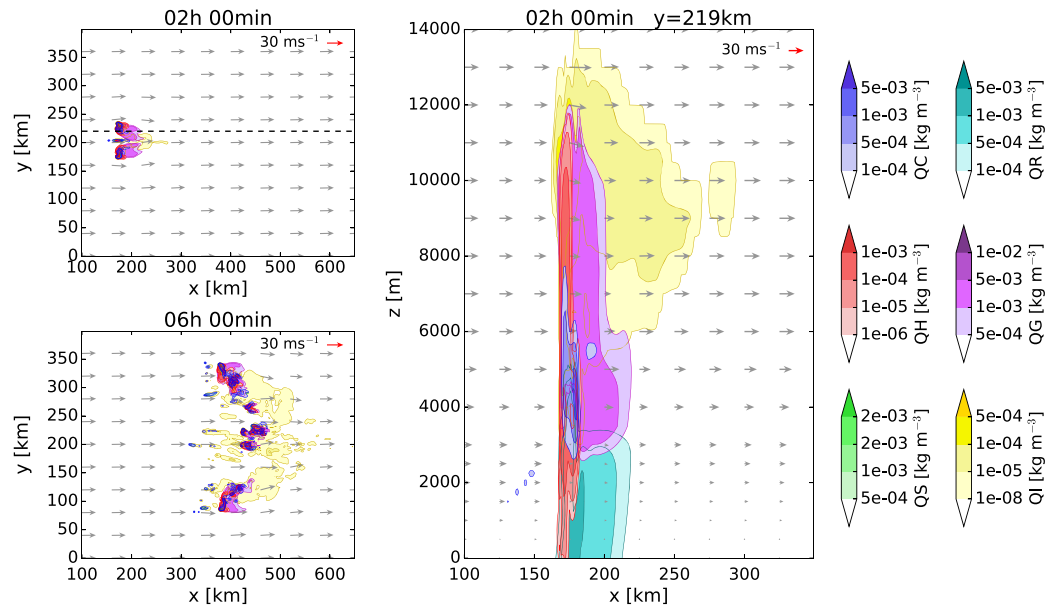 02h 00min
30 ms⁻¹
y [km]
350
300
250
200
150
100
50
0
100 200 300 400 500 600
x [km]
06h 00min
30 ms⁻¹
y [km]
350
300
250
200
150
100
50
0
100 200 300 400 500 600
x [km]
02h 00min y=219km
30 ms⁻¹
z [m]
14000
12000
10000
8000
6000
4000
2000
0
100 150 200 250 300
x [km]
5e-03
1e-03
5e-04
1e-04
QC [kg m⁻³]
5e-03
1e-03
5e-04
1e-04
QR [kg m⁻³]
1e-03
1e-04
1e-05
1e-06
QH [kg m⁻³]
1e-02
5e-03
1e-03
5e-04
QG [kg m⁻³]
2e-03
2e-03
1e-03
5e-04
QS [kg m⁻³]
5e-04
1e-04
1e-05
1e-08
QI [kg m⁻³]